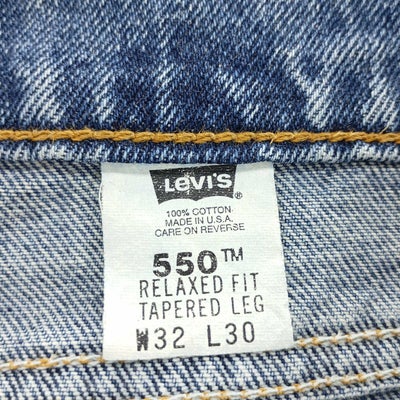 LEVI'S ®
100% COTTON
MADE IN U.S.A.
CARE ON REVERSE
550™
RELAXED FIT
TAPERED LEG
W32 L30